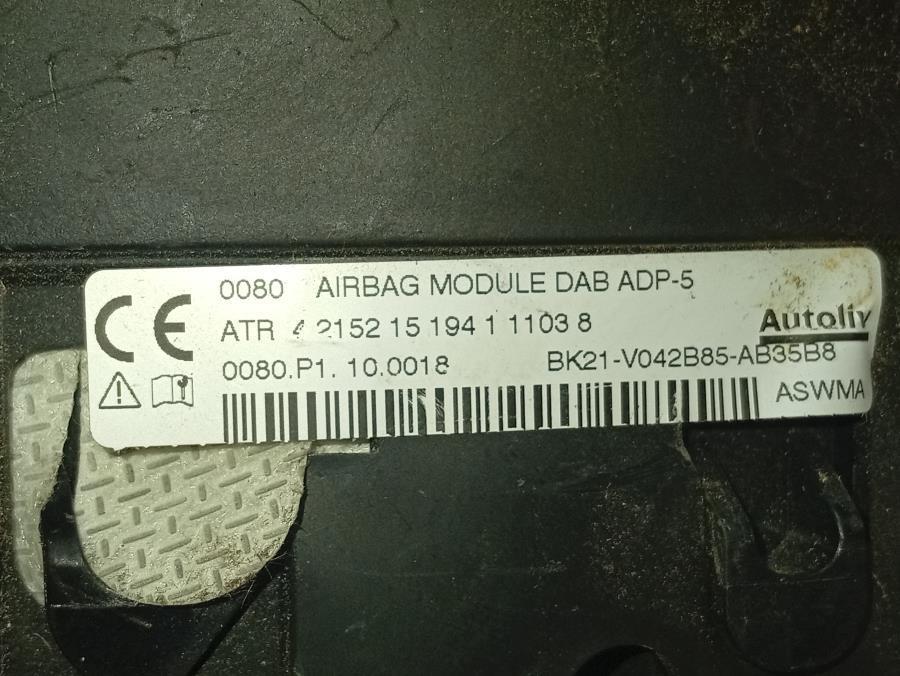 CE 0080 AIRBAG MODULE DAB ADP-5
ATR 2152 15 194 1 1103 8 Autoliv
0080.P1. 10.0018 BK21-V042B85-AB35B8
ASWMA